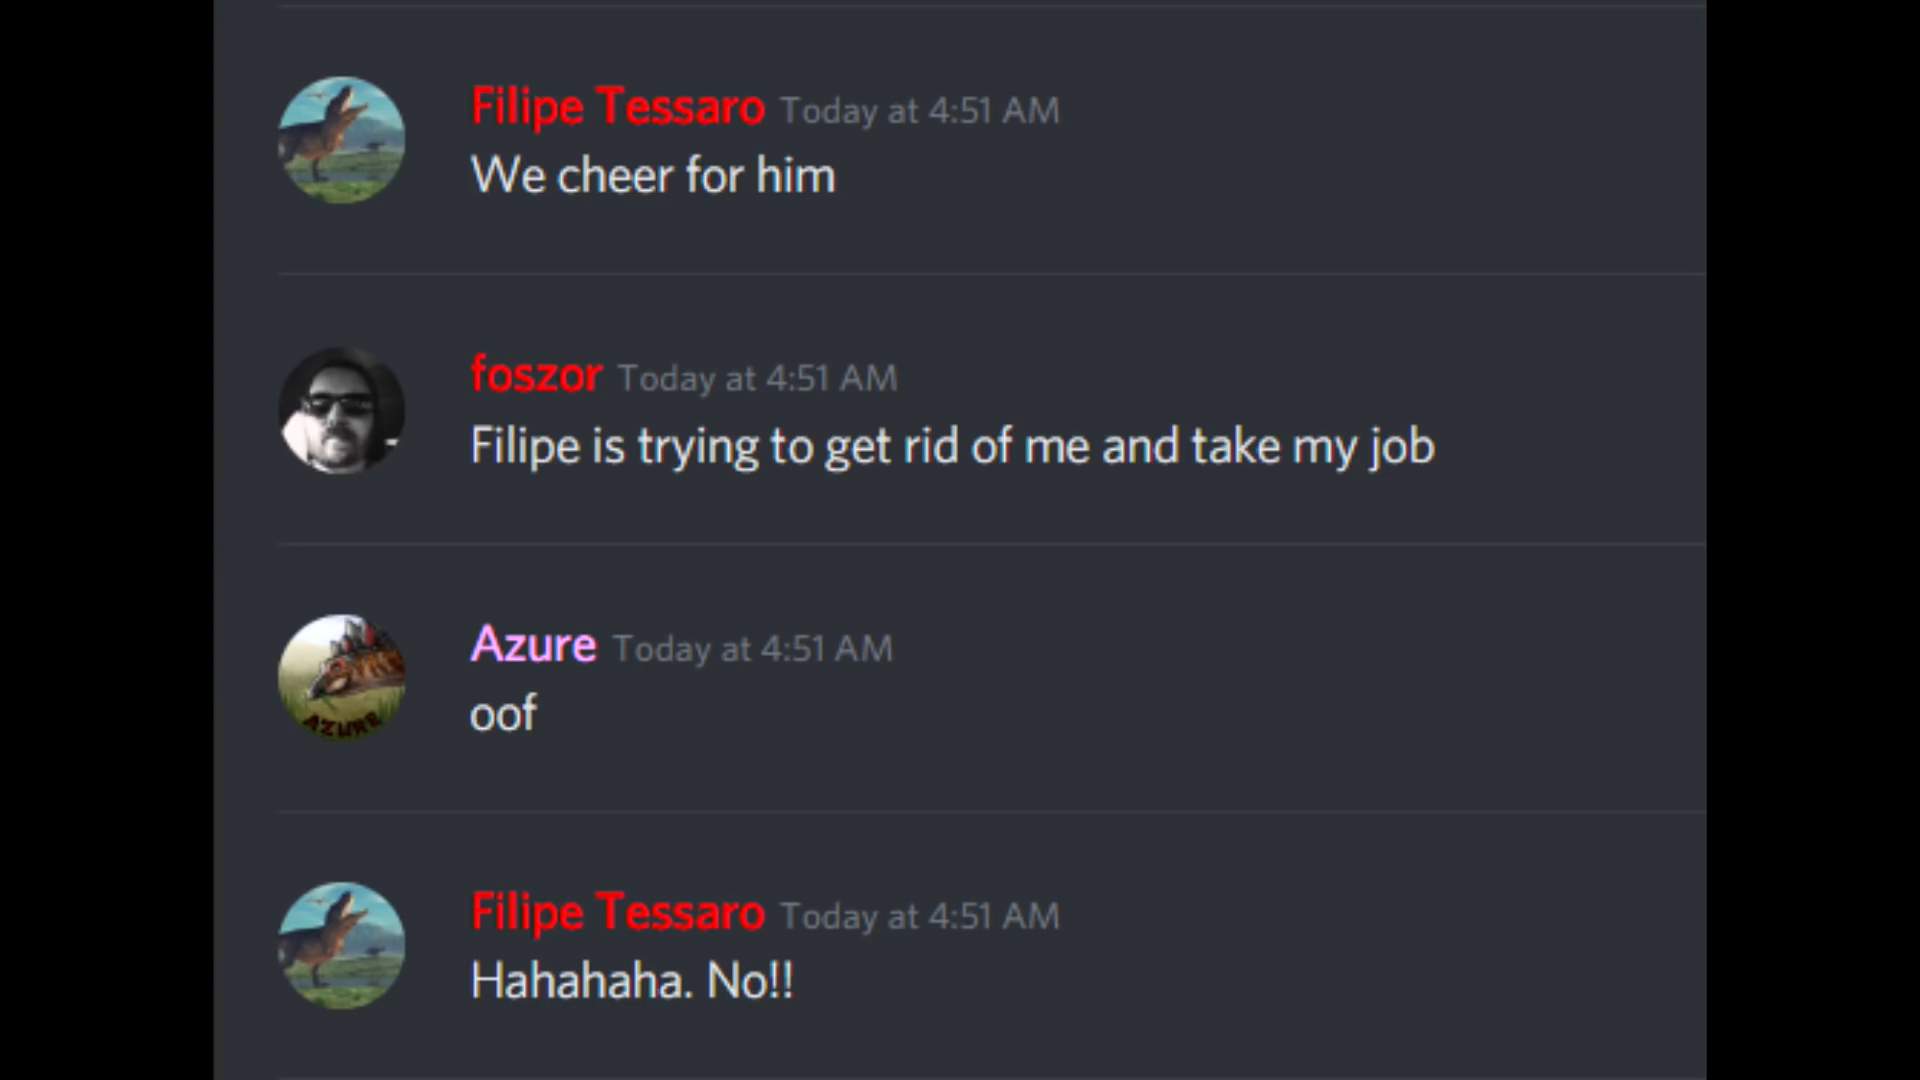 Filipe Tessaro Today at 4:51 AM
We cheer for him
foszor Today at 4:51 AM
Filipe is trying to get rid of me and take my job
Azure Today at 4:51 AM
oof
AZURE
Filipe Tessaro Today at 4:51 AM
Hahahaha. No!!